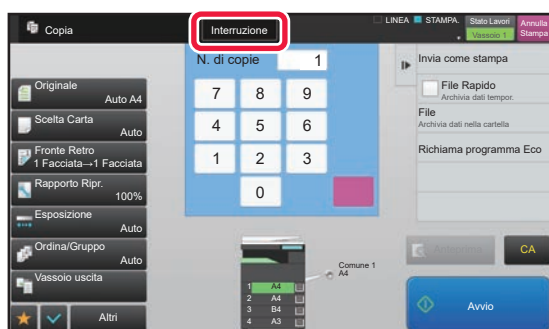 Copia
Interruzione
LINEA
STAMPA.
Stato Lavori
Vassoio 1
Annulla
Stampa
N. di copie
1
Originale
Auto A4
Scelta Carta
Auto
Fronte Retro
1 Facciata→1 Facciata
Rapporto Ripr.
100%
Esposizione
Auto
Ordina/Gruppo
Auto
Vassoio uscita
Altri
7 8 9
4 5 6
1 2 3
0
Comune 1
A4
1 A4
2 A4
3 B4
4 A3
Invia come stampa
File Rapido
Archivia dati tempor.
File
Archivia dati nella cartella
Richiama programma Eco
CA
Avvio